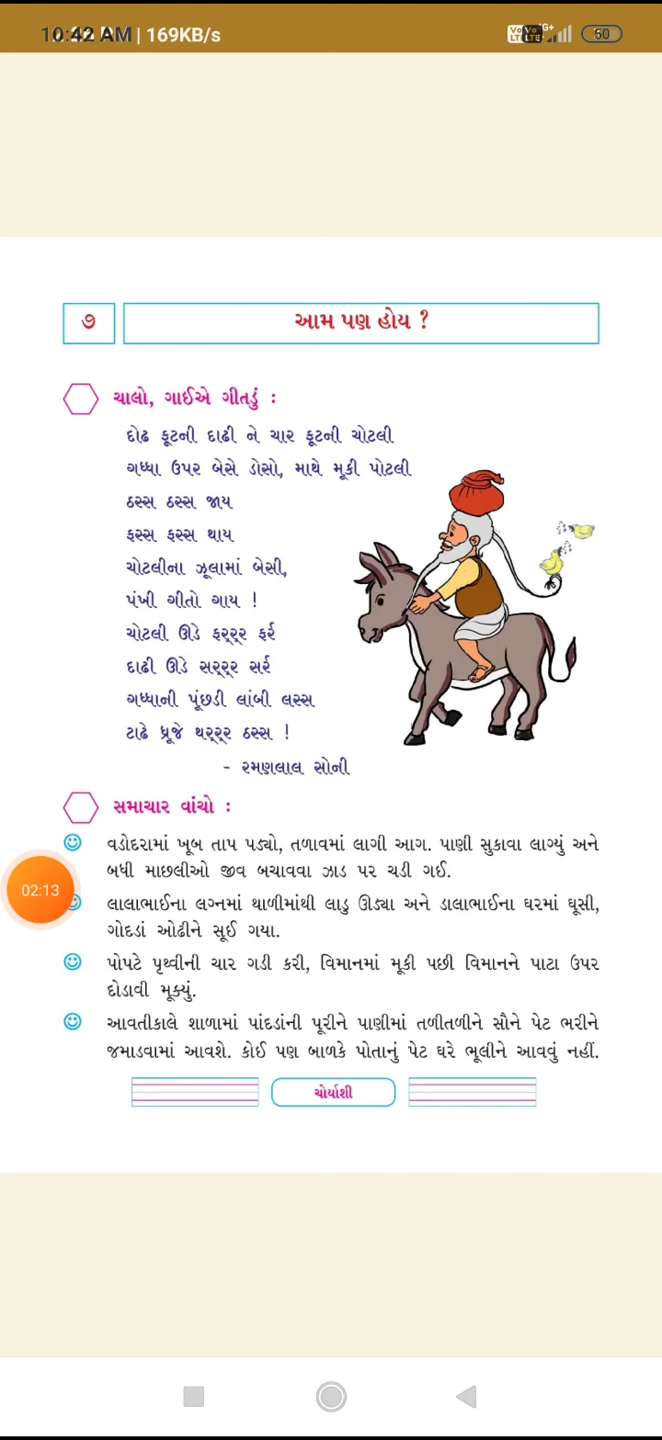 10:42 AM | 169KB/s
50
૭
આમ પણ હોય ?
ચાલો, ગાઈએ ગીતડું :
દોઢ ફૂટની દાઢી ને ચાર ફૂટની ચોટલી
ગધ્ધા ઉપર બેસે ડોસો, માથે મૂકી પોટલી
ઠસ્સ ઠસ્સ જાય
ફસ્સ ફસ્સ થાય
ચોટલીના ઝૂલામાં બેસી,
પંખી ગીતો ગાય !
ચોટલી ઊડે ફર્‌ર્‌ર્‌ ફર્ર
દાઢી ઊડે સર્‌ર્‌ર્‌ સર્ર
ગધ્ધાની પૂંછડી લાંબી લસ્સ
ટાઢે ધ્રૂજે થર્‌ર્‌ર્‌ ઠસ્સ !
- રમણલાલ સોની
સમાચાર વાંચો :
વડોદરામાં ખૂબ તાપ પડ્યો, તળાવમાં લાગી આગ. પાણી સુકાવા લાગ્યું અને
બધી માછલીઓ જીવ બચાવવા ઝાડ પર ચડી ગઈ.
02:13
લાલાભાઈના લગ્નમાં થાળીમાંથી લાડુ ઊડ્યા અને ડાલાભાઈના ઘરમાં ઘૂસી,
ગોદડાં ઓઢીને સૂઈ ગયા.
પોપટે પૃથ્વીની ચાર ગડી કરી, વિમાનમાં મૂકી પછી વિમાનને પાટા ઉપર
દોડાવી મૂક્યું.
આવતીકાલે શાળામાં પાંદડાંની પૂરીને પાણીમાં તળીતળીને સૌને પેટ ભરીને
જમાડવામાં આવશે. કોઈ પણ બાળકે પોતાનું પેટ ઘરે ભૂલીને આવવું નહીં.
ચોર્યાશી